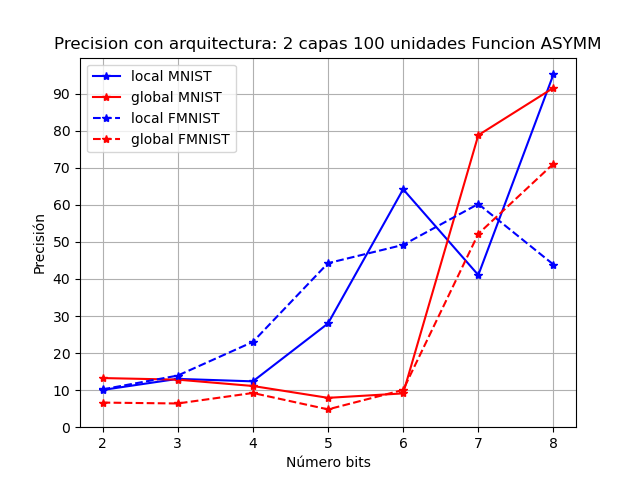 Precision con arquitectura: 2 capas 100 unidades Funcion ASYMM
local MNIST
global MNIST
local FMNIST
global FMNIST
90
80
70
60
50
40
30
20
10
0
Precisión
2 3 4 5 6 7 8
Número bits